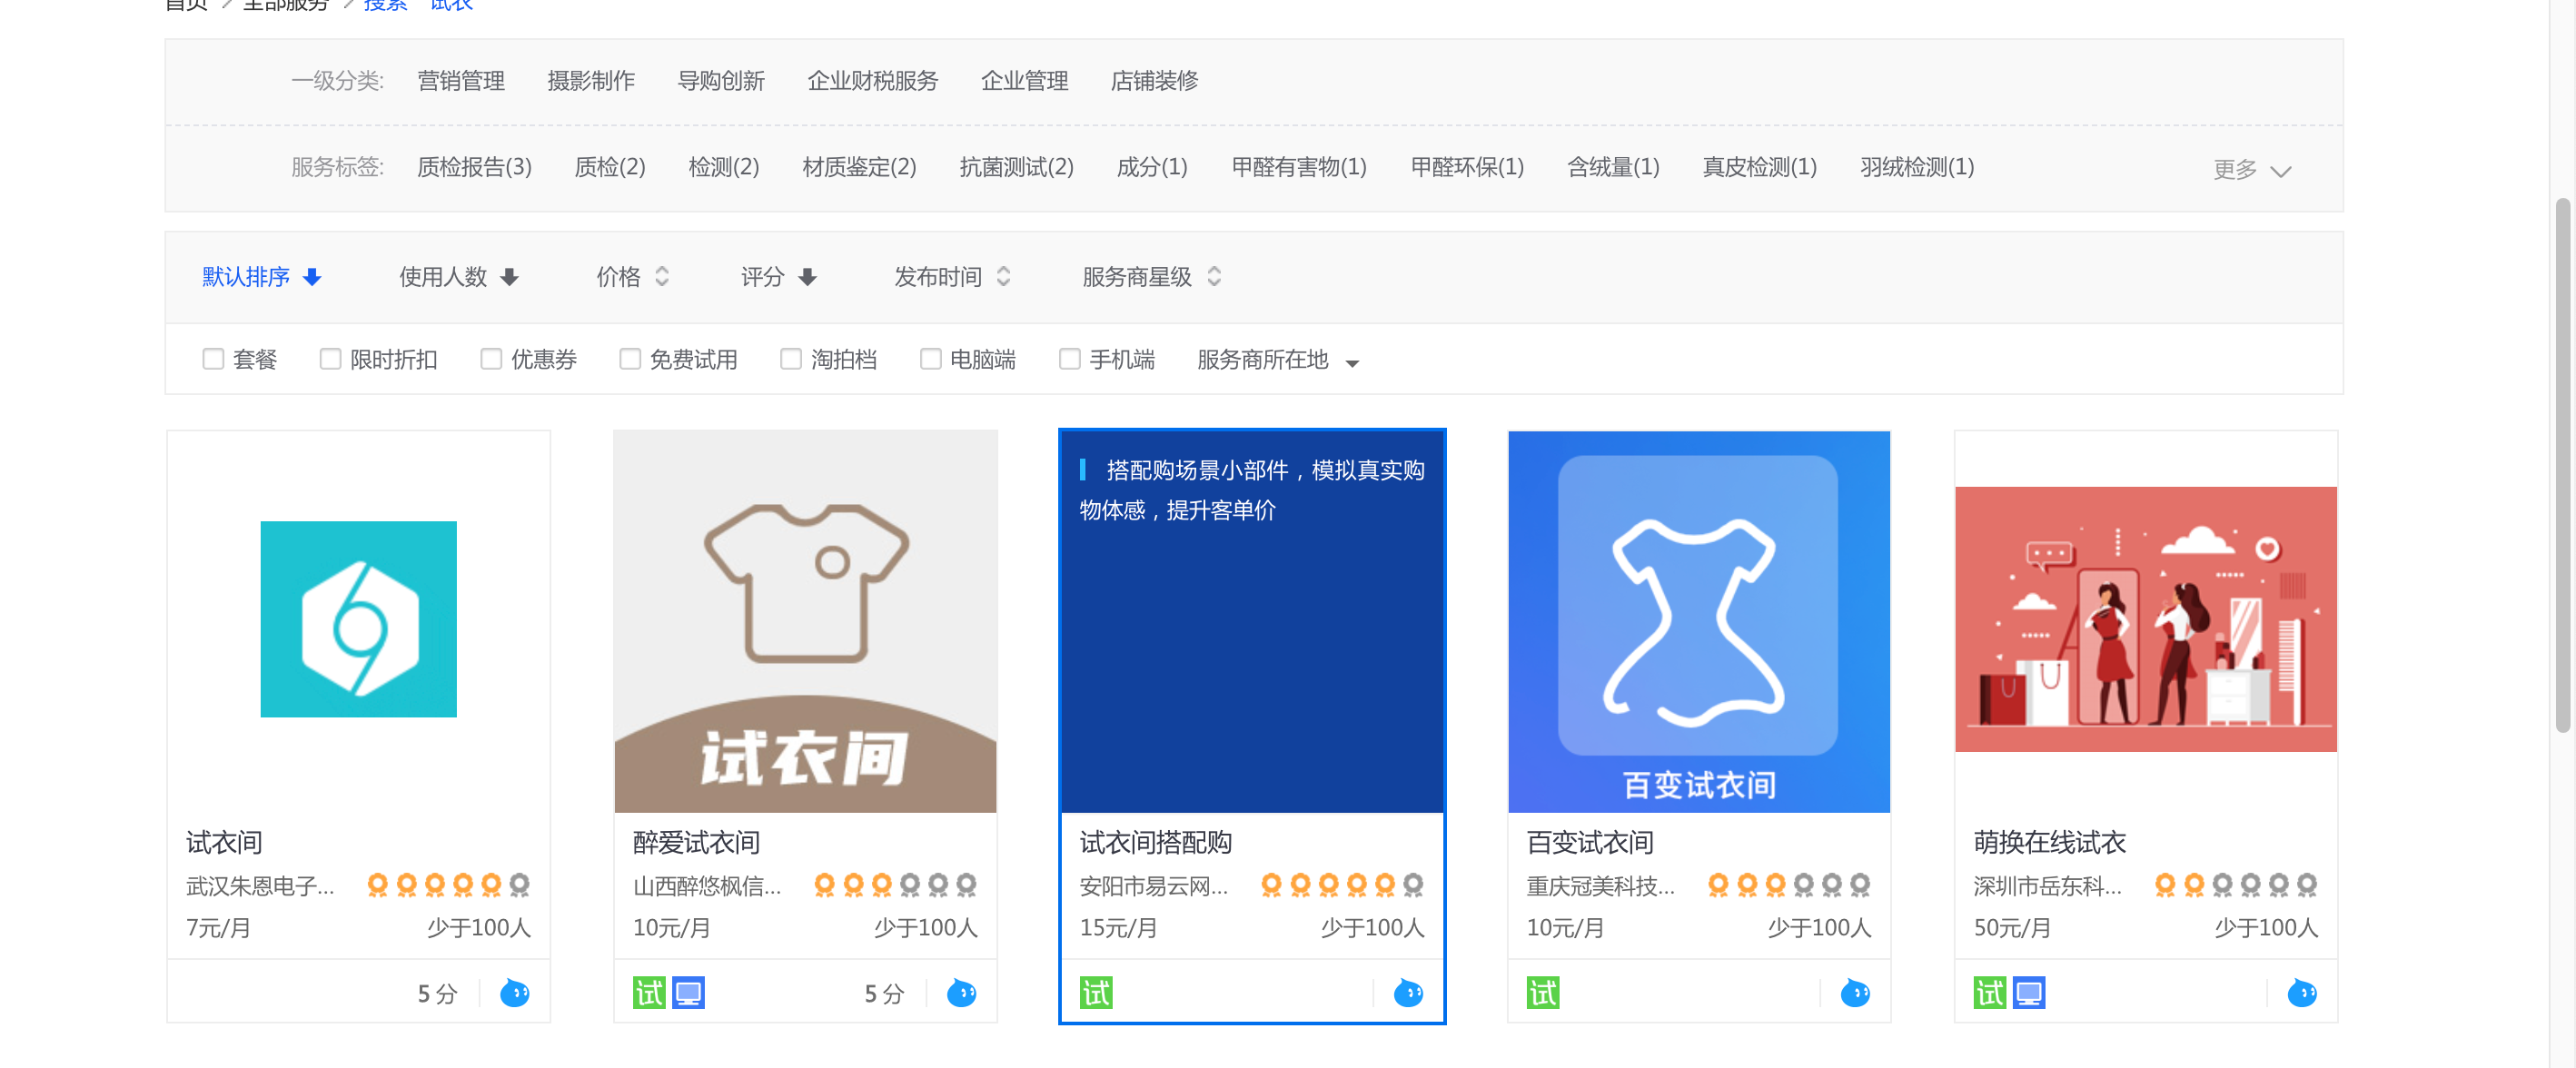 首页 / 全部服务 / 搜索 "试衣"
一级分类: 营销管理 摄影制作 导购创新 企业财税服务 企业管理 店铺装修
服务标签: 质检报告(3) 质检(2) 检测(2) 材质鉴定(2) 抗菌测试(2) 成分(1) 甲醛有害物(1) 甲醛环保(1) 含绒量(1) 真皮检测(1) 羽绒检测(1) 更多
默认排序 使用人数 价格 评分 发布时间 服务商星级
套餐 限时折扣 优惠券 免费试用 淘拍档 电脑端 手机端 服务商所在地
试衣间
武汉朱恩电子...
7元/月 少于100人
5 分
试衣间
醉爱试衣间
山西醉悠枫信...
10元/月 少于100人
试 5 分
搭配购场景小部件，模拟真实购
物体感，提升客单价
试衣间搭配购
安阳市易云网...
15元/月 少于100人
试
百变试衣间
百变试衣间
重庆冠美科技...
10元/月 少于100人
试
萌换在线试衣
深圳市岳东科...
50元/月 少于100人
试